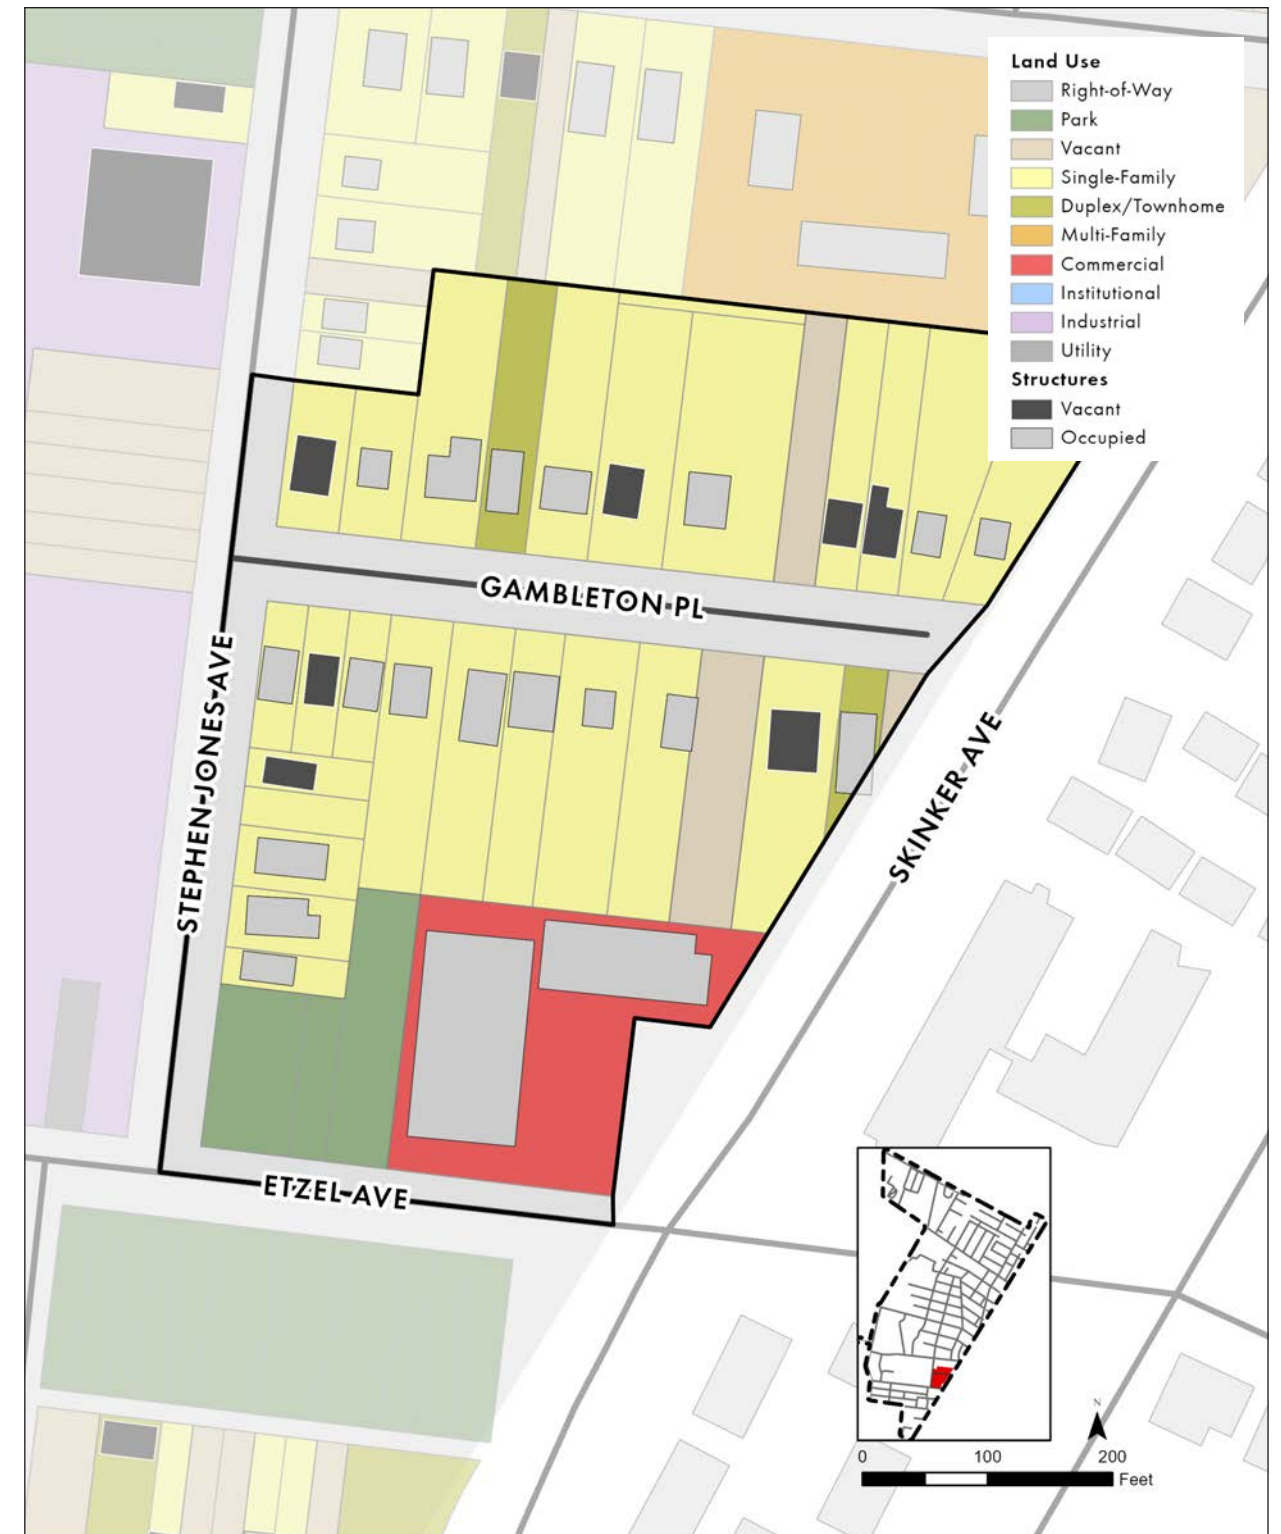 Land Use
Right-of-Way
Park
Vacant
Single-Family
Duplex/Townhome
Multi-Family
Commercial
Institutional
Industrial
Utility
Structures
Vacant
Occupied
GAMBLETON PL
STEPHEN JONES AVE
SKINKER AVE
ETZEL AVE
N
0 100 200
Feet